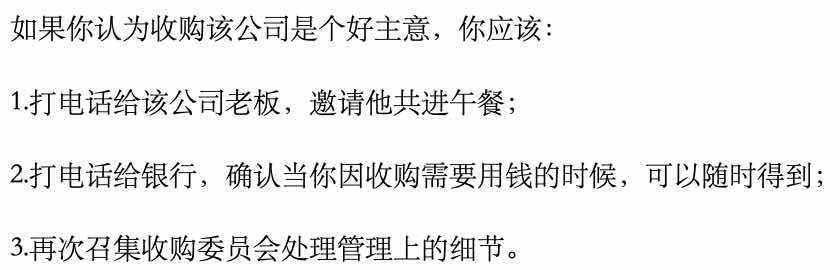 如果你认为收购该公司是个好主意，你应该：
1.打电话给该公司老板，邀请他共进午餐；
2.打电话给银行，确认当你因收购需要用钱的时候，可以随时得到；
3.再次召集收购委员会处理管理上的细节。